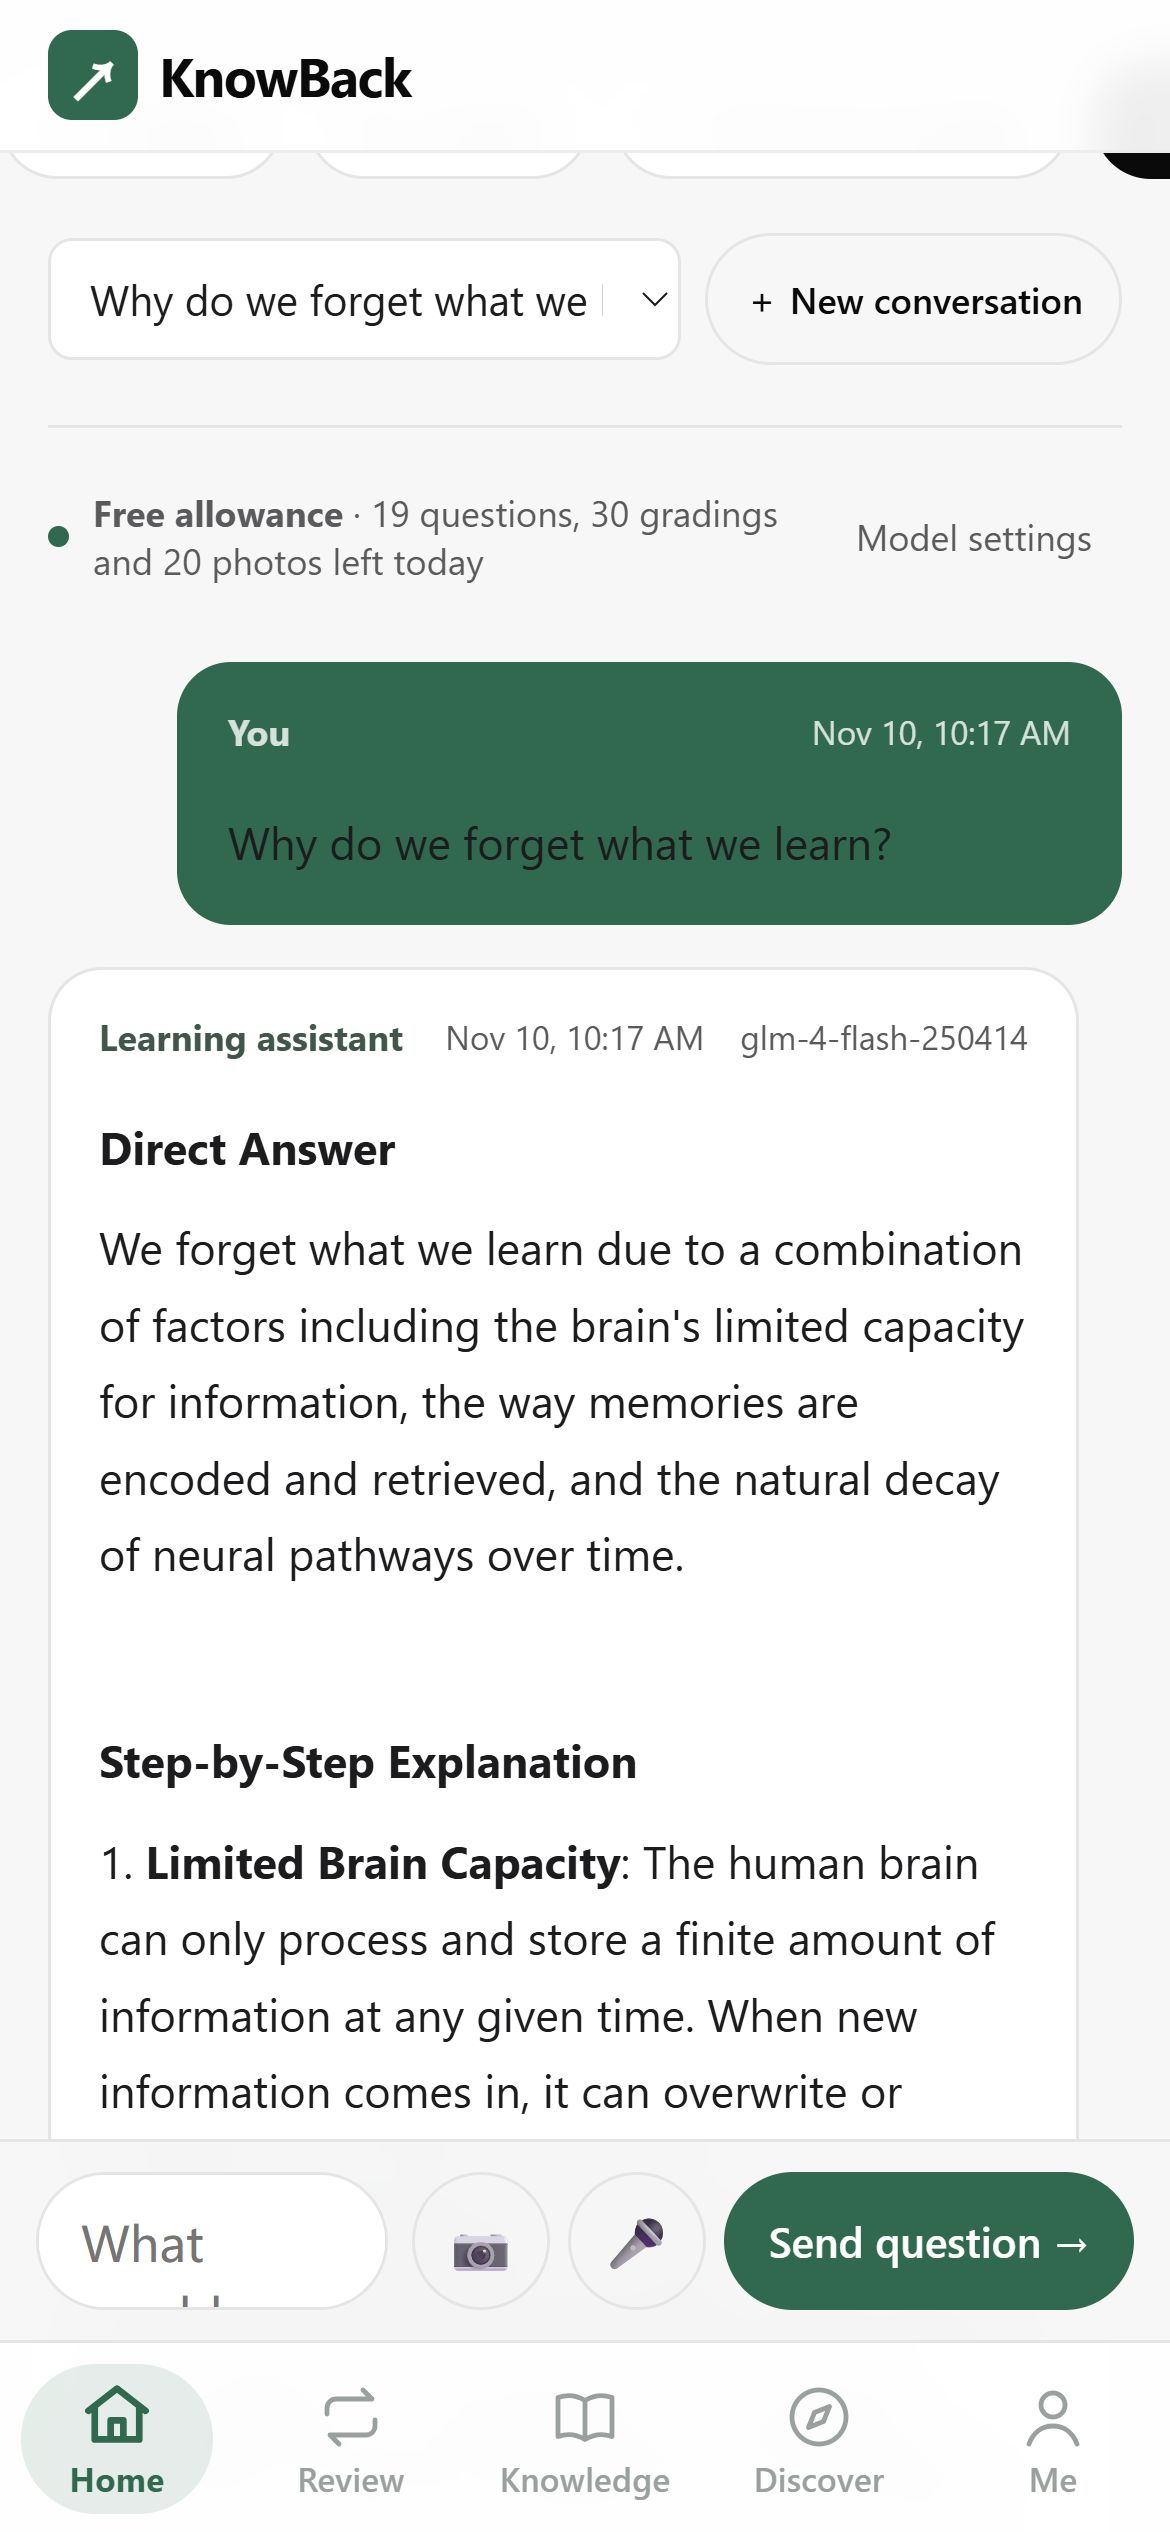 KnowBack
Why do we forget what we
+ New conversation
Free allowance · 19 questions, 30 gradings
and 20 photos left today
Model settings
You
Nov 10, 10:17 AM
Why do we forget what we learn?
Learning assistant
Nov 10, 10:17 AM
glm-4-flash-250414
Direct Answer
We forget what we learn due to a combination
of factors including the brain's limited capacity
for information, the way memories are
encoded and retrieved, and the natural decay
of neural pathways over time.
Step-by-Step Explanation
1. Limited Brain Capacity: The human brain
can only process and store a finite amount of
information at any given time. When new
information comes in, it can overwrite or
What
Send question →
Home
Review
Knowledge
Discover
Me